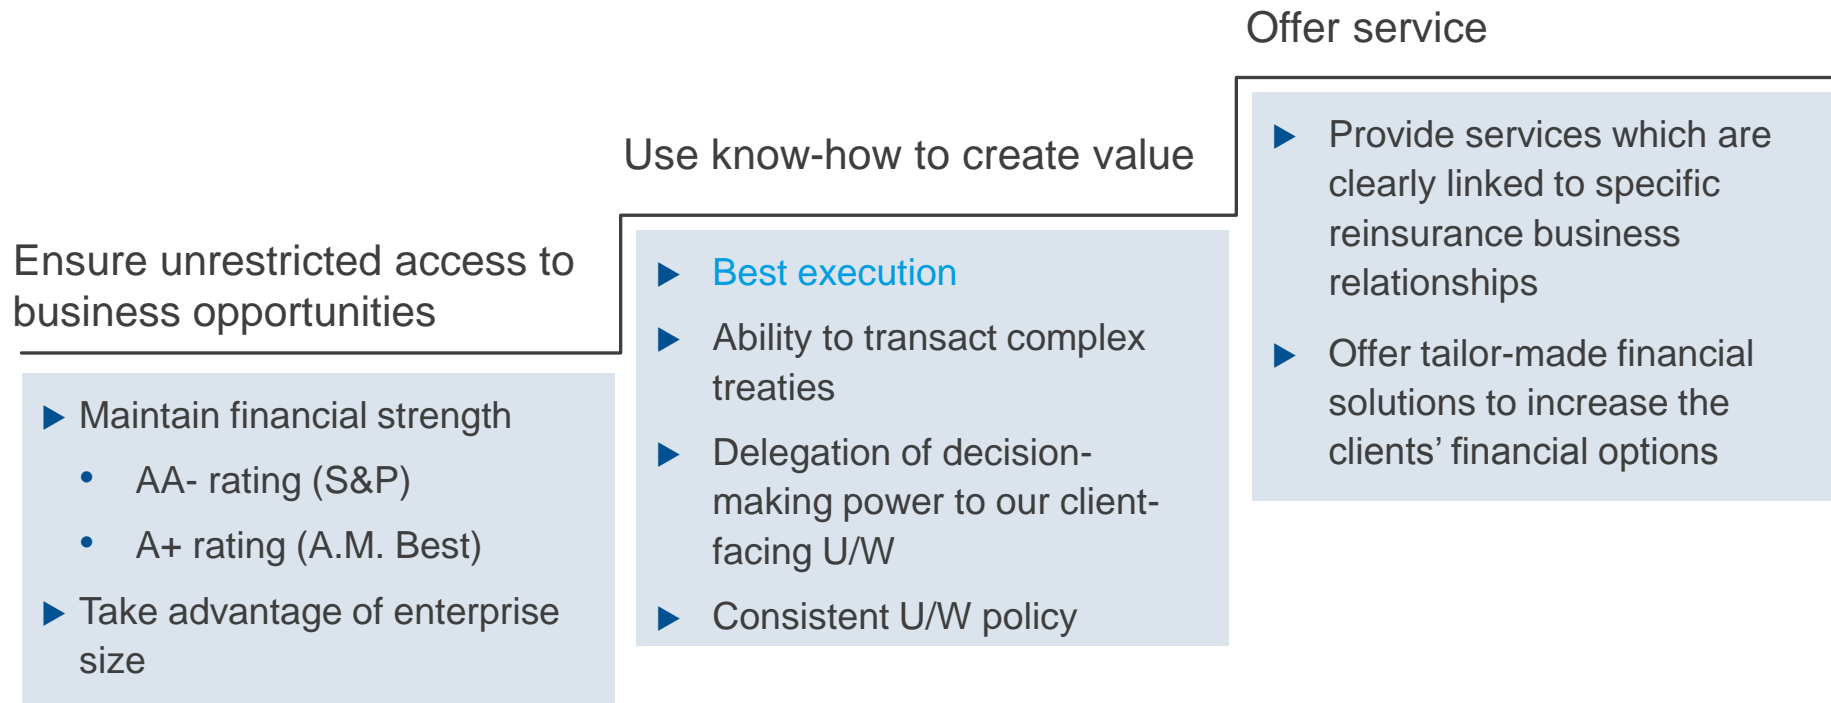 Ensure unrestricted access to
business opportunities
Maintain financial strength
AA- rating (S&P)
A+ rating (A.M. Best)
Take advantage of enterprise
size
Use know-how to create value
Best execution
Ability to transact complex
treaties
Delegation of decision-
making power to our client-
facing U/W
Consistent U/W policy
Offer service
Provide services which are
clearly linked to specific
reinsurance business
relationships
Offer tailor-made financial
solutions to increase the
clients’ financial options